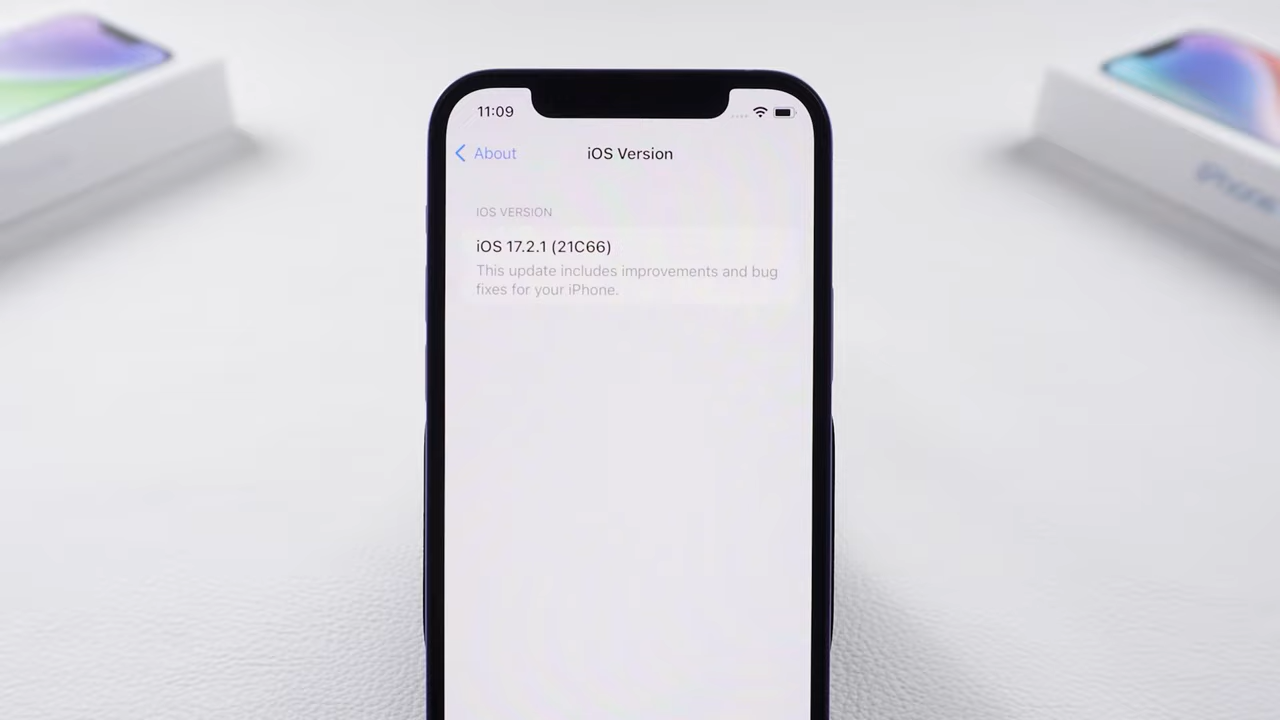 11:09
About
iOS Version
IOS VERSION
iOS 17.2.1 (21C66)
This update includes improvements and bug
fixes for your iPhone.
iPhone